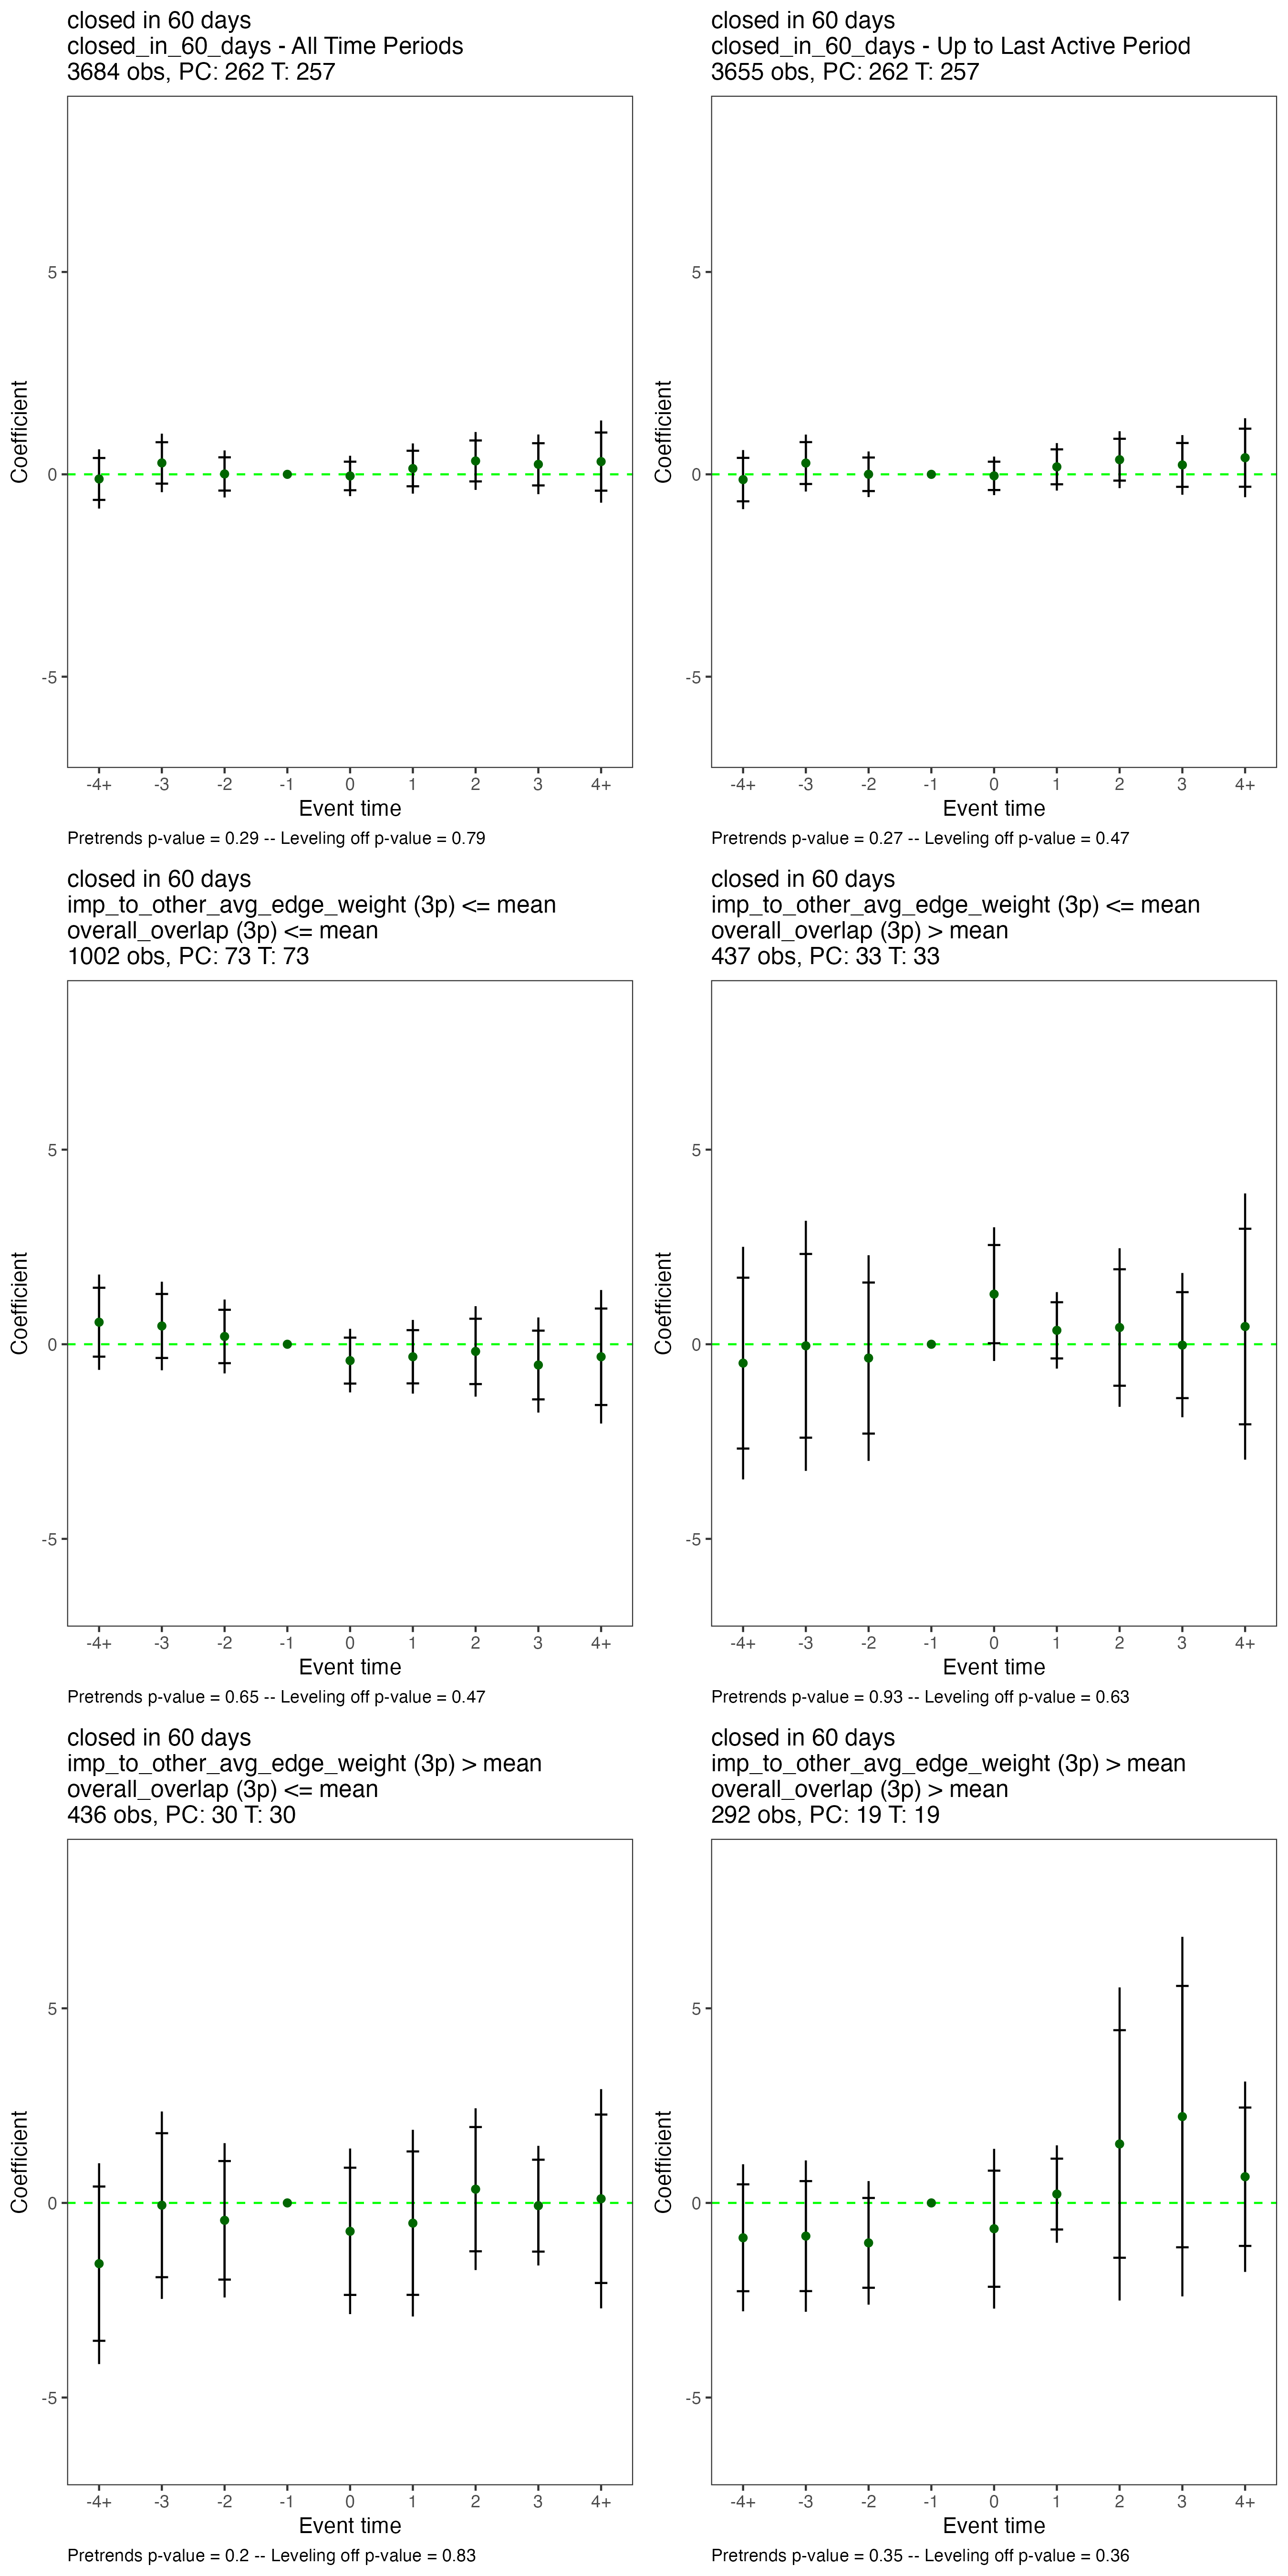 closed in 60 days
closed_in_60_days - All Time Periods
3684 obs, PC: 262 T: 257
5
0
-5
Coefficient
-4+ -3 -2 -1 0 1 2 3 4+
Event time
Pretrends p-value = 0.29 -- Leveling off p-value = 0.79
closed in 60 days
closed_in_60_days - Up to Last Active Period
3655 obs, PC: 262 T: 257
5
0
-5
Coefficient
-4+ -3 -2 -1 0 1 2 3 4+
Event time
Pretrends p-value = 0.27 -- Leveling off p-value = 0.47
closed in 60 days
imp_to_other_avg_edge_weight (3p) <= mean
overall_overlap (3p) <= mean
1002 obs, PC: 73 T: 73
5
0
-5
Coefficient
-4+ -3 -2 -1 0 1 2 3 4+
Event time
Pretrends p-value = 0.65 -- Leveling off p-value = 0.47
closed in 60 days
imp_to_other_avg_edge_weight (3p) <= mean
overall_overlap (3p) > mean
437 obs, PC: 33 T: 33
5
0
-5
Coefficient
-4+ -3 -2 -1 0 1 2 3 4+
Event time
Pretrends p-value = 0.93 -- Leveling off p-value = 0.63
closed in 60 days
imp_to_other_avg_edge_weight (3p) > mean
overall_overlap (3p) <= mean
436 obs, PC: 30 T: 30
5
0
-5
Coefficient
-4+ -3 -2 -1 0 1 2 3 4+
Event time
Pretrends p-value = 0.2 -- Leveling off p-value = 0.83
closed in 60 days
imp_to_other_avg_edge_weight (3p) > mean
overall_overlap (3p) > mean
292 obs, PC: 19 T: 19
5
0
-5
Coefficient
-4+ -3 -2 -1 0 1 2 3 4+
Event time
Pretrends p-value = 0.35 -- Leveling off p-value = 0.36